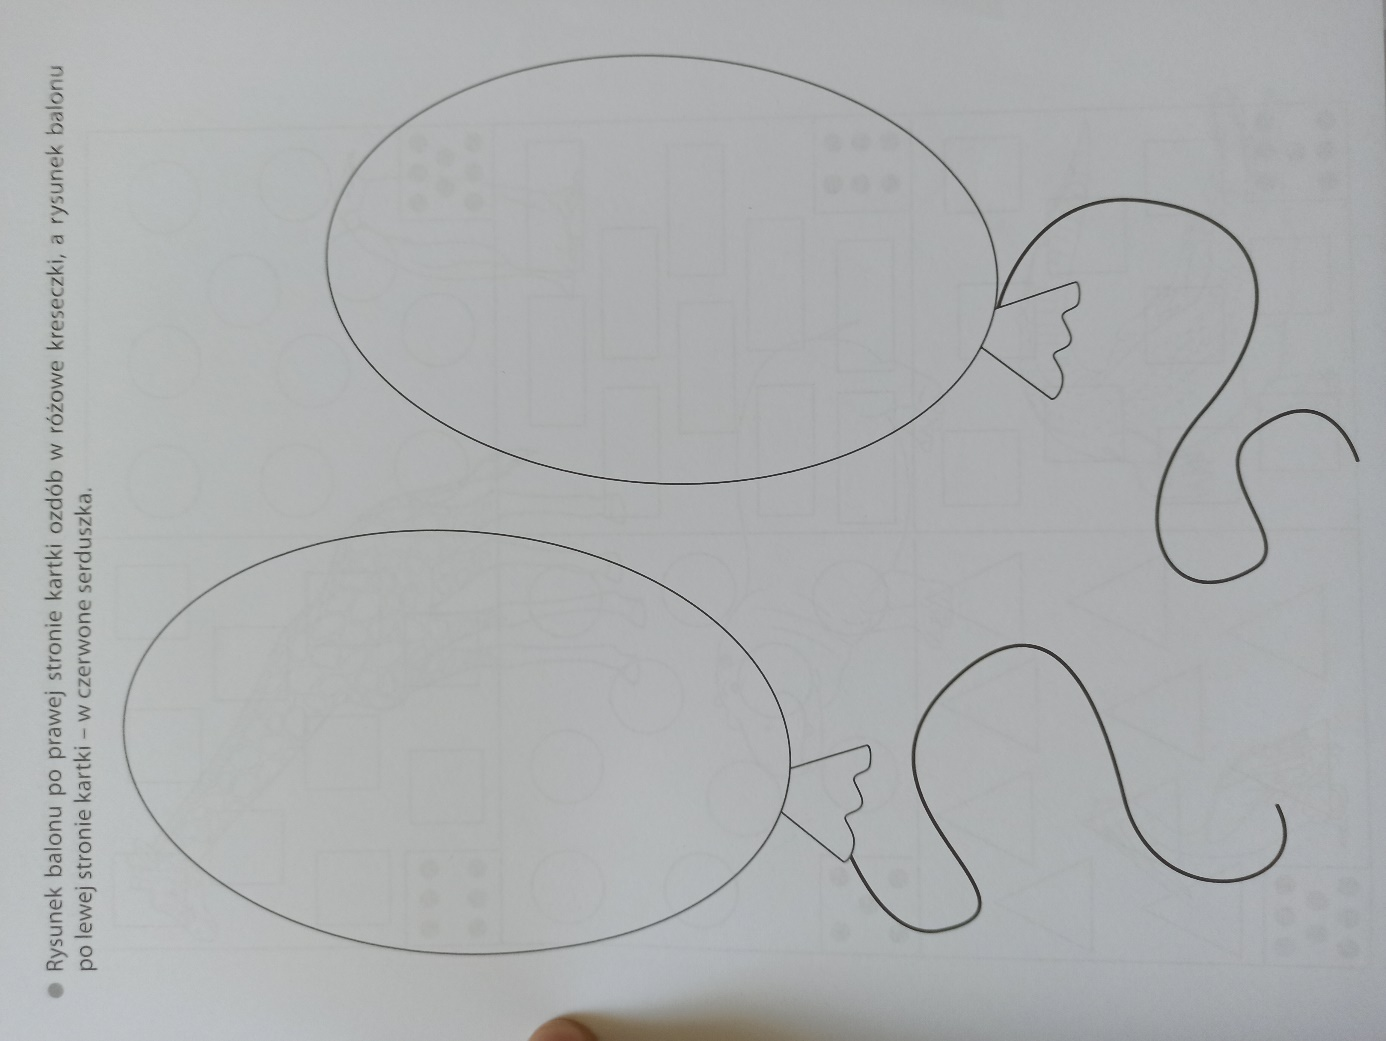 ● Rysunek balonu po prawej stronie kartki ozdób w różowe kreseczki, a rysunek balonu
po lewej stronie kartki – w czerwone serduszka.